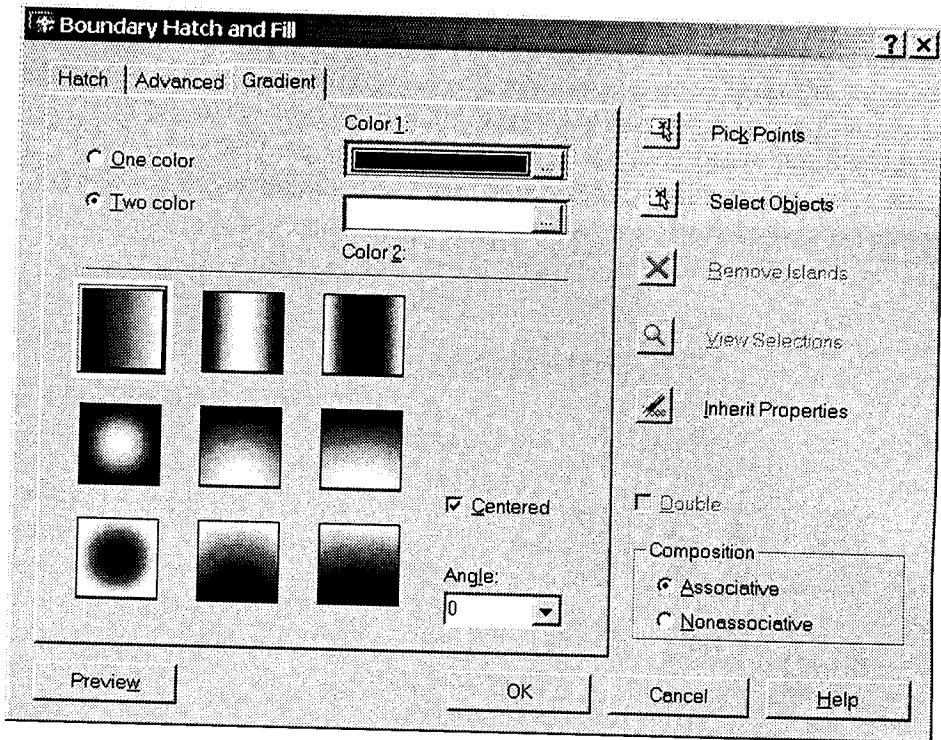 Boundary Hatch and Fill
? ×
Hatch Advanced Gradient
Color 1:
One color
...
Two color
...
Color 2:
Centered
Angle:
0
Pick Points
Select Objects
Remove Islands
View Selections
Inherit Properties
Double
Composition
Associative
Nonassociative
Preview
OK
Cancel
Help